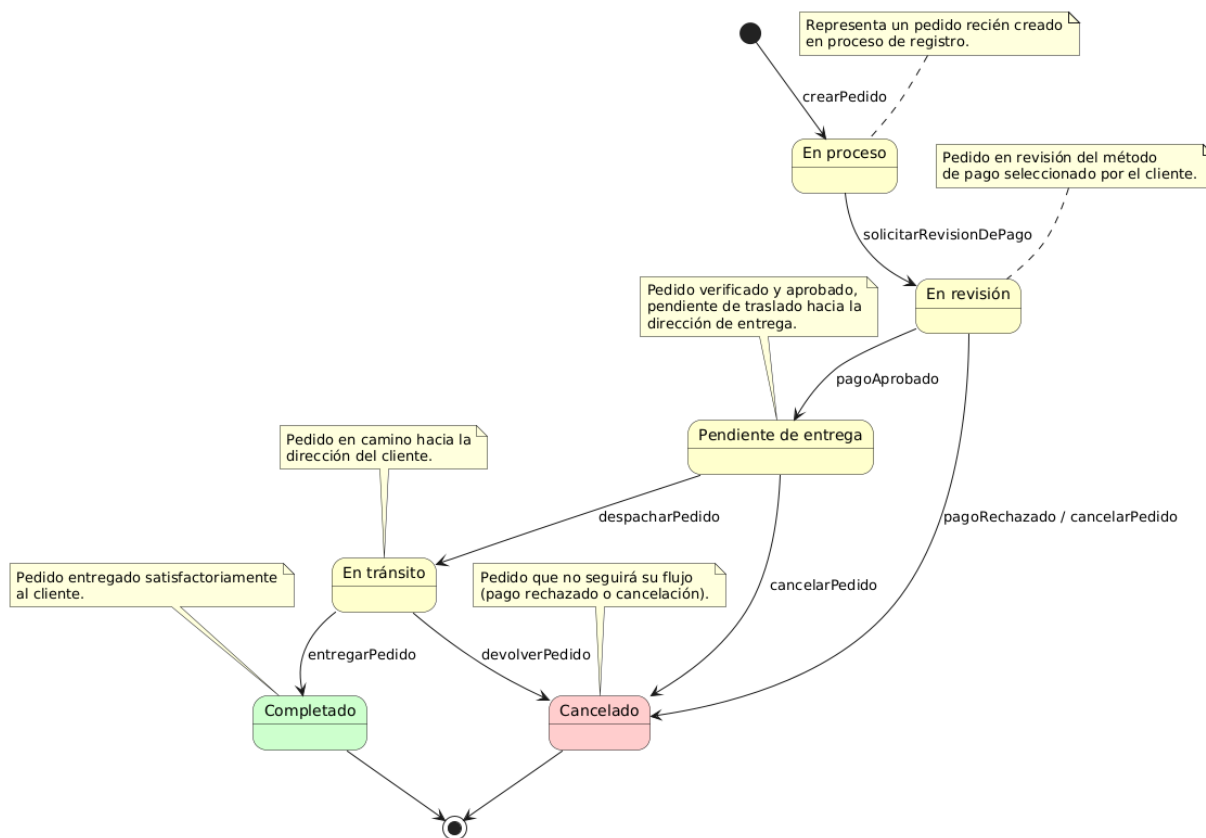 Representa un pedido recién creado
en proceso de registro.
crearPedido
En proceso
Pedido en revisión del método
de pago seleccionado por el cliente.
solicitarRevisionDePago
En revisión
Pedido verificado y aprobado,
pendiente de traslado hacia la
dirección de entrega.
pagoAprobado
Pendiente de entrega
Pedido en camino hacia la
dirección del cliente.
despacharPedido
pagoRechazado / cancelarPedido
En tránsito
Pedido entregado satisfactoriamente
al cliente.
Pedido que no seguirá su flujo
(pago rechazado o cancelación).
cancelarPedido
entregarPedido
devolverPedido
Completado
Cancelado